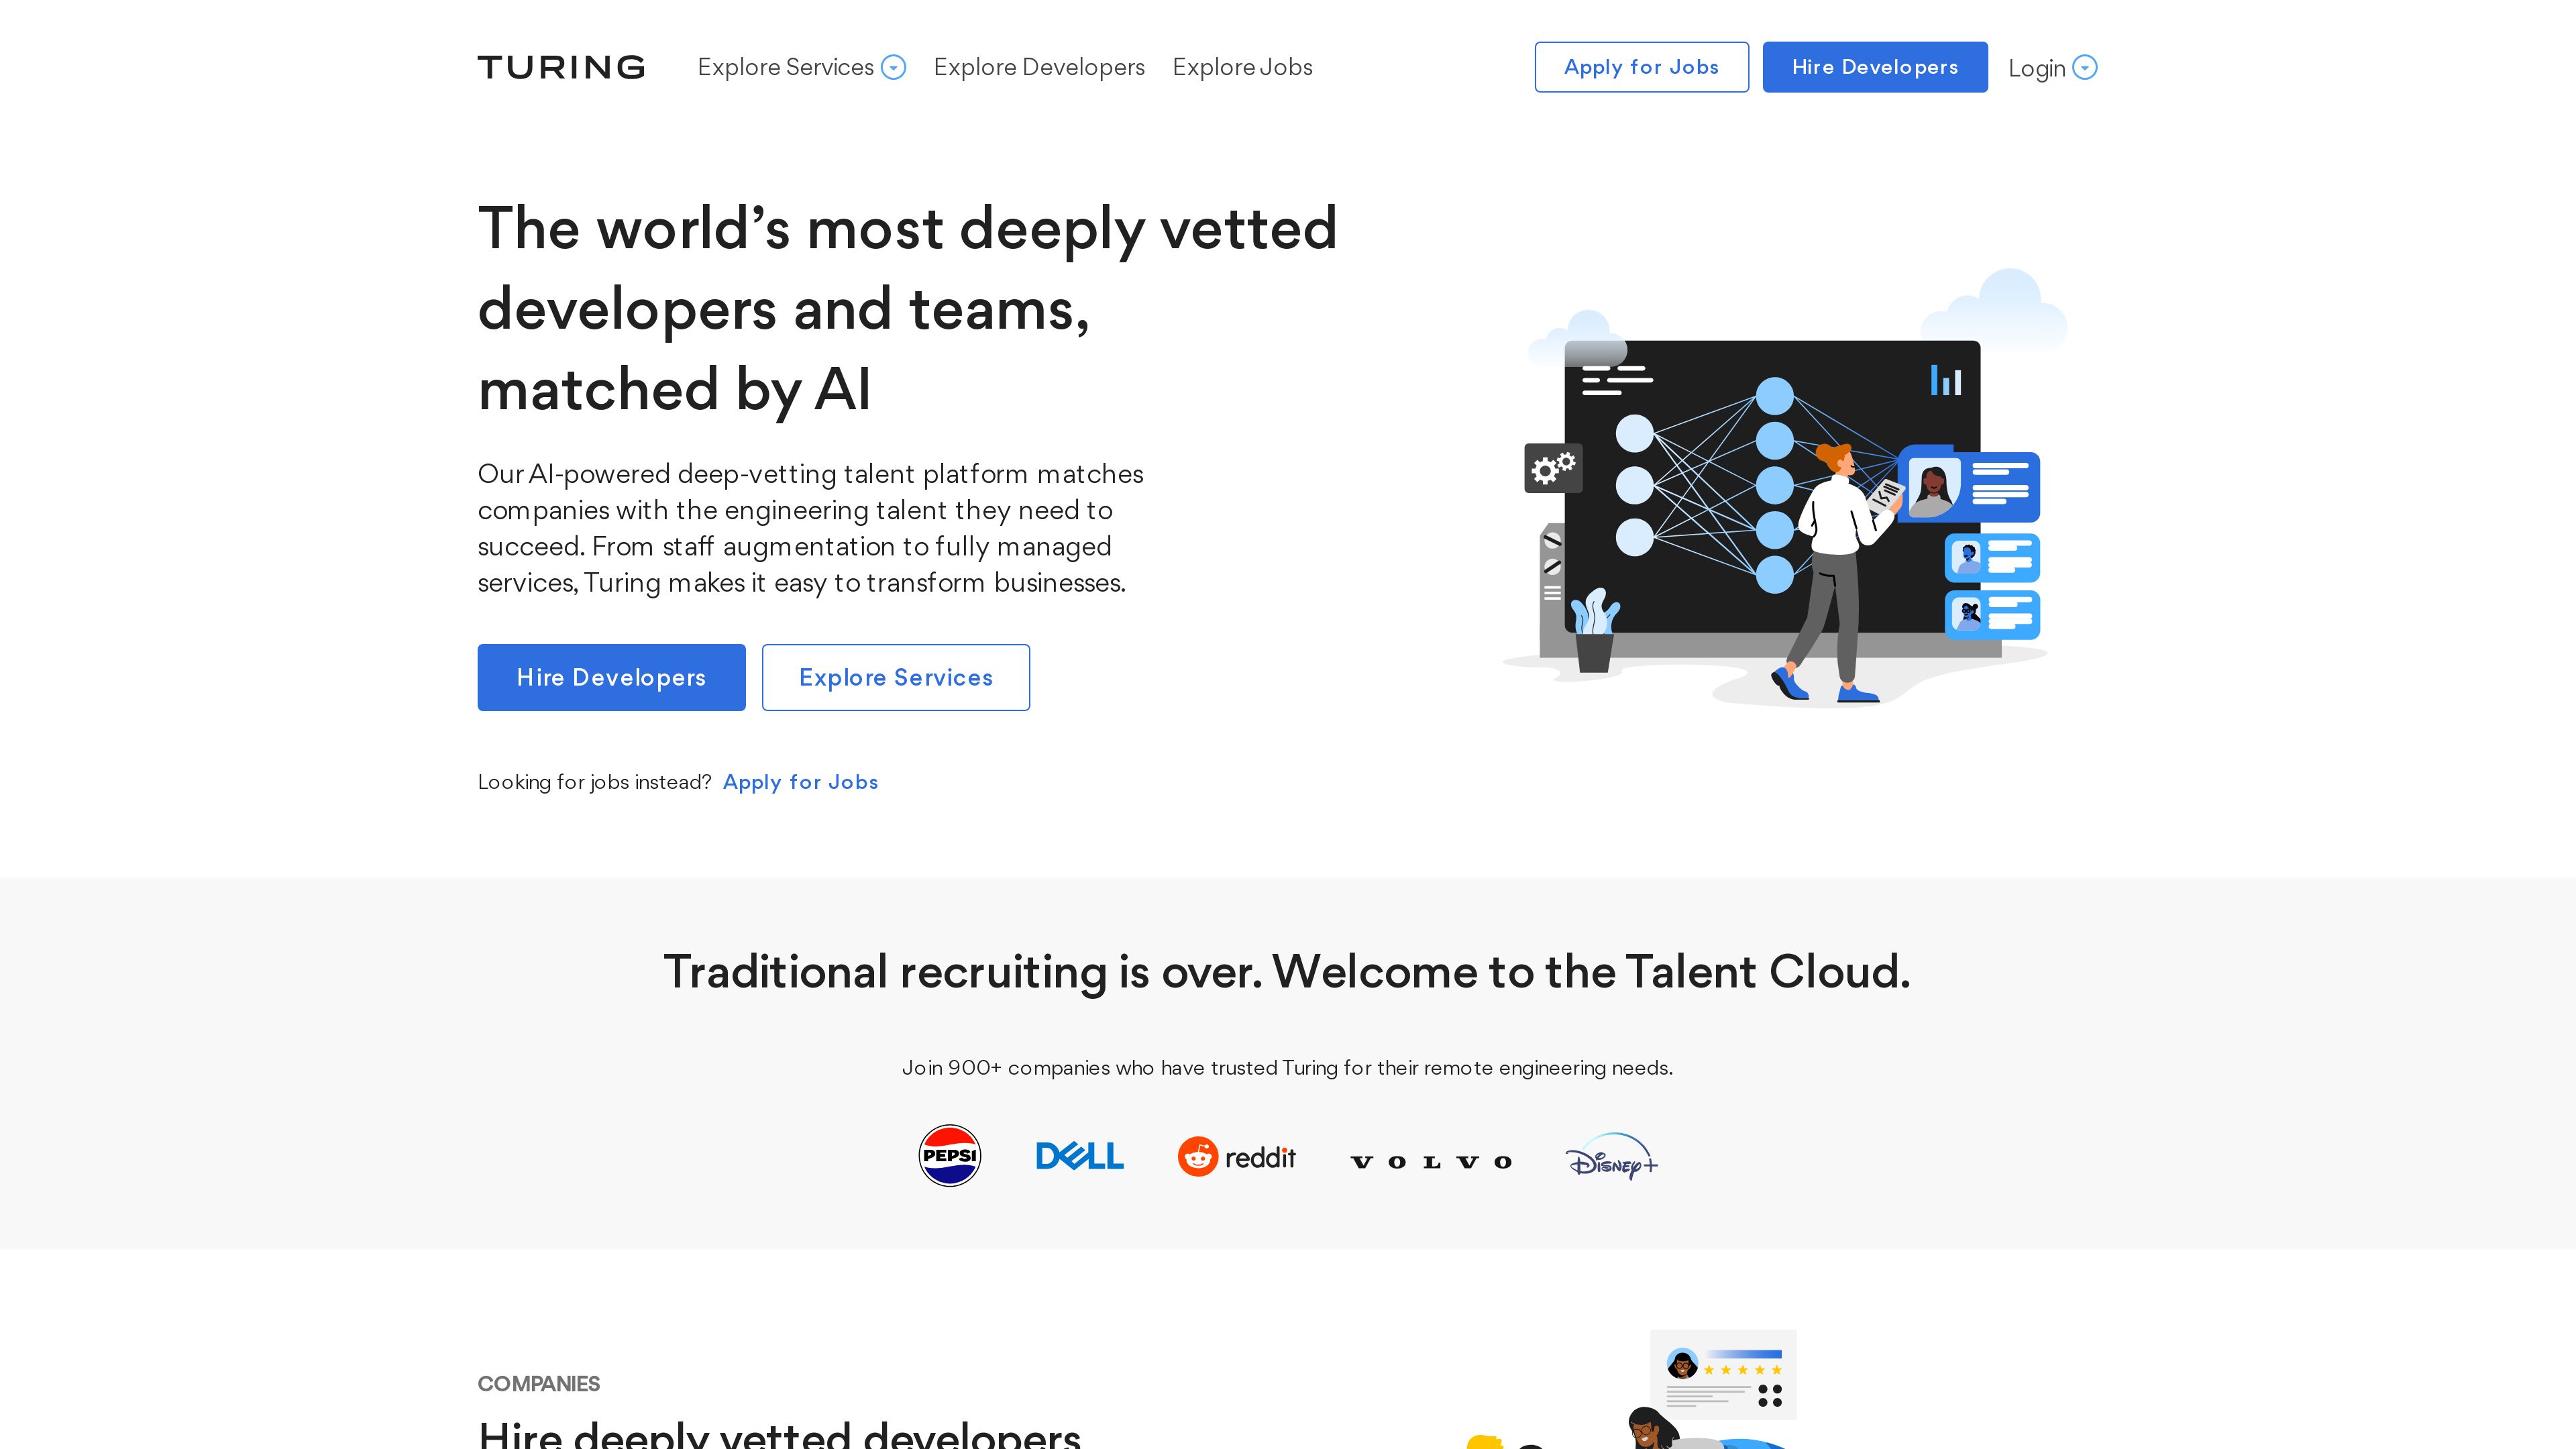 TURING
Explore Services
Explore Developers
Explore Jobs
Apply for Jobs
Hire Developers
Login
The world’s most deeply vetted
developers and teams,
matched by AI
Our AI-powered deep-vetting talent platform matches
companies with the engineering talent they need to
succeed. From staff augmentation to fully managed
services, Turing makes it easy to transform businesses.
Hire Developers
Explore Services
Looking for jobs instead? Apply for Jobs
Traditional recruiting is over. Welcome to the Talent Cloud.
Join 900+ companies who have trusted Turing for their remote engineering needs.
PEPSI
DELL
reddit
VOLVO
Disney+
COMPANIES
Hire deeply vetted developers